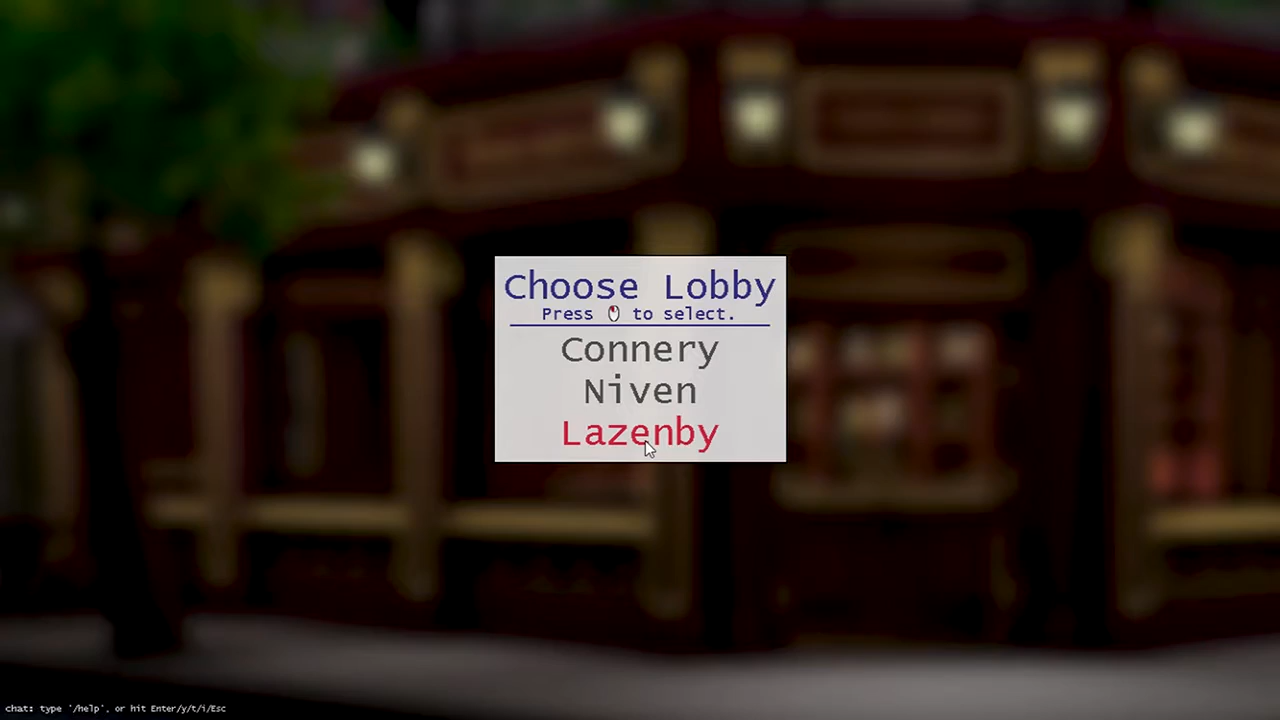 Choose Lobby
Press to select.
Connery
Niven
Lazenby
chat: type '/help', or hit Enter/y/t/i/Esc